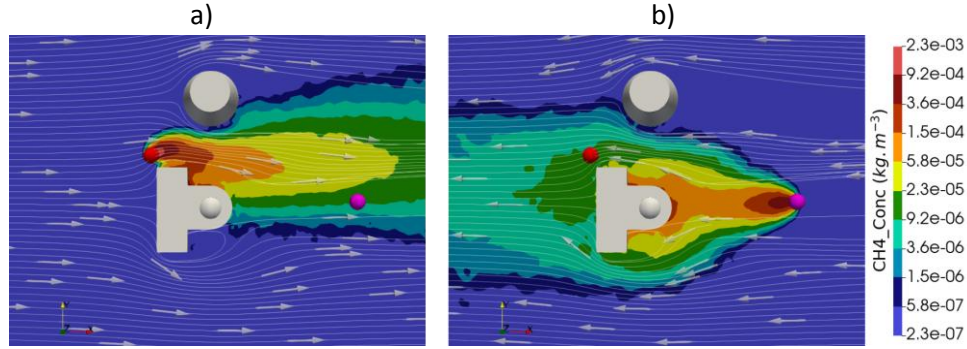 a)
b)
2.3e-03
9.2e-04
3.6e-04
1.5e-04
5.8e-05
2.3e-05
9.2e-06
3.6e-06
1.5e-06
5.8e-07
2.3e-07
CH4_Conc (kg.m⁻³)
Y
Z
X
Y
Z
X